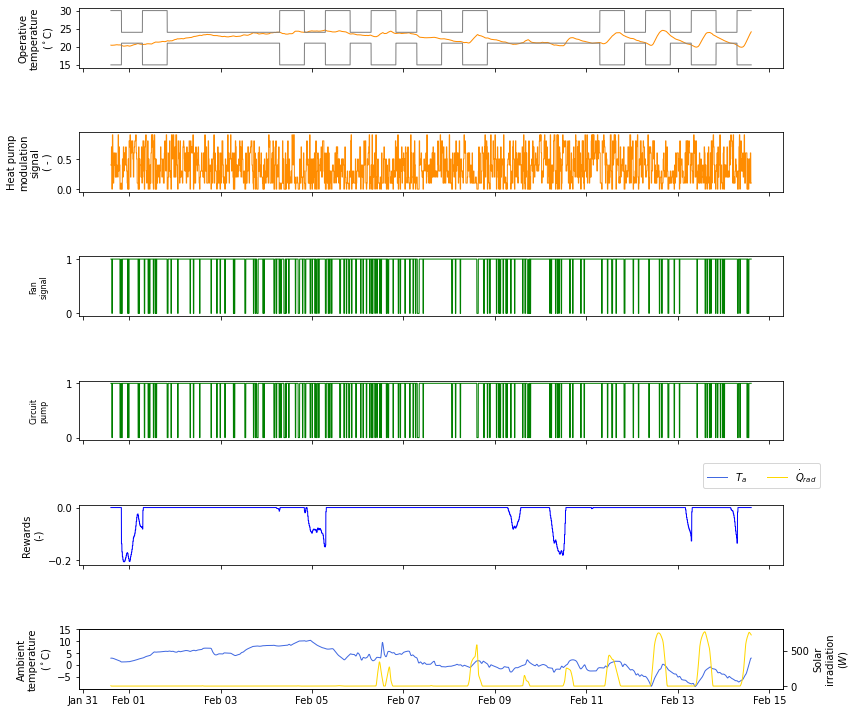 Operative
temperature
( ° C)
30
25
20
15
Heat pump
modulation
signal
( - )
0.5
0.0
Fan
signal
1
0
Circuit
pump
1
0
T_a
Q̇_rad
Rewards
(-)
0.0
−0.2
Ambient
temperature
( ° C)
15
10
5
0
−5
500
0
Solar
irradiation
(W)
Jan 31 Feb 01 Feb 03 Feb 05 Feb 07 Feb 09 Feb 11 Feb 13 Feb 15